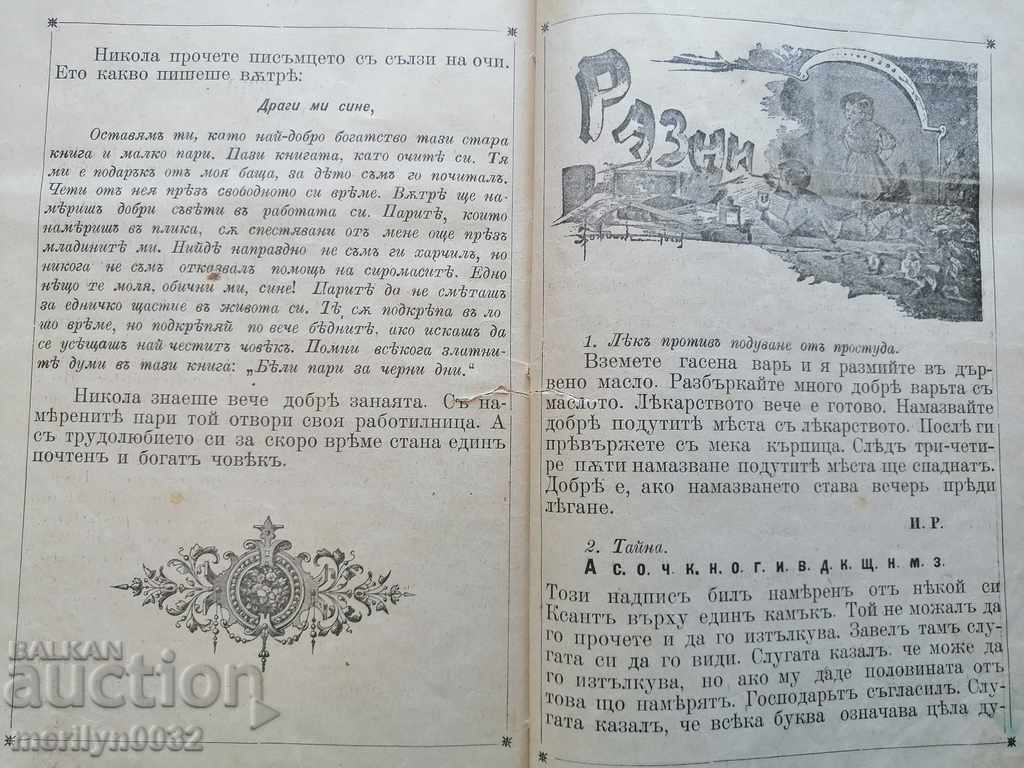 Никола прочете писъмцето съ сълзи на очи.
Ето какво пишеше вѫтрѣ:
Драги ми сине,
Оставямъ ти, като най-добро богатство тази стара
книга и малко пари. Пази книгата, като очитѣ си. Тя
ми е подаръкъ отъ моя баща, за дѣто съмъ го почиталъ.
Чети отъ нея прѣзъ свободното си врѣме. Вѫтрѣ ще на-
мѣришъ добри съвѣти въ работата си. Паритѣ, които
намѣришъ въ плика, сѫ спестявани отъ мене още прѣзъ
младинитѣ ми. Нийдѣ напраздно не съмъ ги харчилъ, но
никога не съмъ отказвалъ помощь на сиромаситѣ. Едно
нѣщо те моля, обични ми, сине! Паритѣ да не смѣташъ
за едничко щастие въ живота си. Тѣ сѫ подкрѣпа въ ло
шо врѣме, но подкрѣпяй по вече бѣднитѣ, ако искашъ да
се усѣщашъ най честитъ човѣкъ. Помни всѣкога златни-
тѣ думи въ тази книга: „Бѣли пари за черни дни.“
Никола знаеше вече добрѣ занаята. Съ на-
мѣренитѣ пари той отвори своя работилница. А
съ трудолюбието си за скоро врѣме стана единъ
почтенъ и богатъ човѣкъ.
Разни
1. Лѣкъ противъ подуване отъ простуда.
Вземете гасена варь и я размийте въ дър-
вено масло. Разбъркайте много добрѣ варьта съ
маслото. Лѣкарството вече е готово. Намазвайте
добрѣ подутитѣ мѣста съ лѣкарството. Послѣ ги
прѣвържете съ мека кърпица. Слѣдъ три-чети-
ре пѫти намазване подутитѣ мѣста ще спаднатъ.
Добрѣ е, ако намазването става вечерь прѣди
лѣгане.
И. Р.
2. Тайна.
А с. о. ч. к. н. о. г. и. в. д. к. щ. н. м. з.
Този надпис билъ намѣренъ отъ нѣкой си
Ксантъ върху единъ камъкъ. Той не можалъ да
го прочете и да го изтълкува. Завелъ тамъ слу-
гата си да го види. Слугата казалъ: че може да
го изтълкува, но ако му даде половината отъ
това що намѣрятъ. Господарьтъ съгласилъ. Слу-
гата казалъ, че всѣка буква означава цѣла ду-
BALKAN
auction
merilyn0032